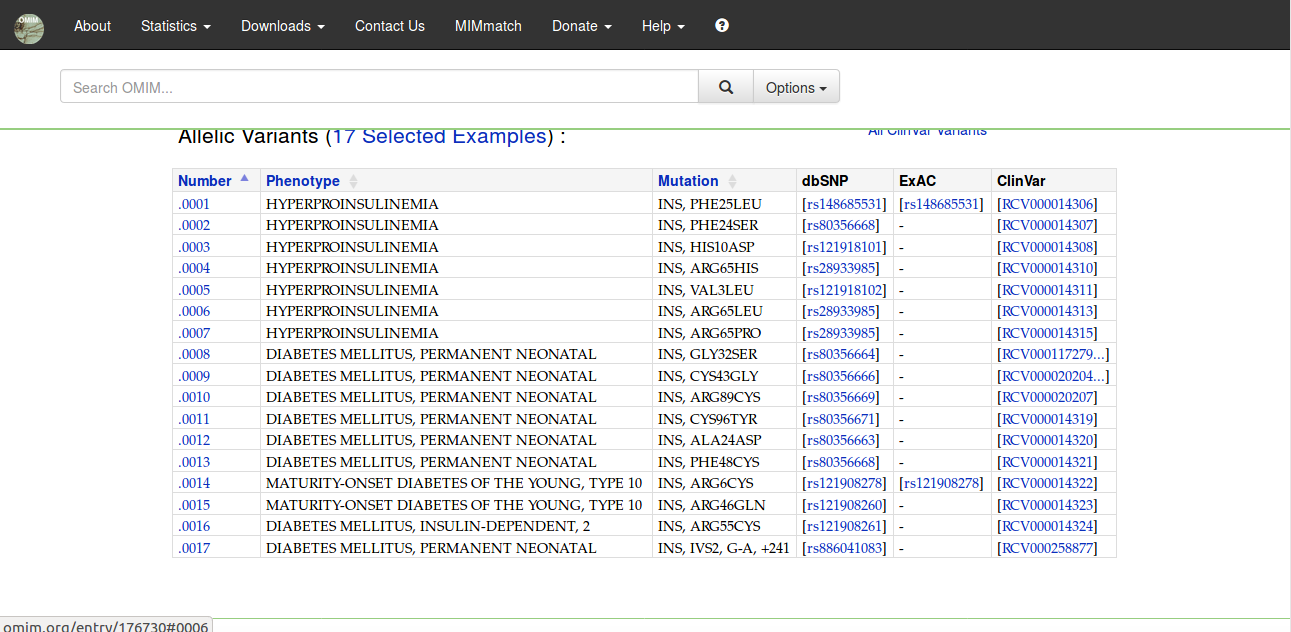 OMIM
About Statistics Downloads Contact Us MIMmatch Donate Help ?
Search OMIM... Options
Allelic Variants (17 Selected Examples) : All ClinVar Variants
Number Phenotype Mutation dbSNP ExAC ClinVar
.0001 HYPERPROINSULINEMIA INS, PHE25LEU [rs148685531] [rs148685531] [RCV000014306]
.0002 HYPERPROINSULINEMIA INS, PHE24SER [rs80356668] - [RCV000014307]
.0003 HYPERPROINSULINEMIA INS, HIS10ASP [rs121918101] - [RCV000014308]
.0004 HYPERPROINSULINEMIA INS, ARG65HIS [rs28933985] - [RCV000014310]
.0005 HYPERPROINSULINEMIA INS, VAL3LEU [rs121918102] - [RCV000014311]
.0006 HYPERPROINSULINEMIA INS, ARG65LEU [rs28933985] - [RCV000014313]
.0007 HYPERPROINSULINEMIA INS, ARG65PRO [rs28933985] - [RCV000014315]
.0008 DIABETES MELLITUS, PERMANENT NEONATAL INS, GLY32SER [rs80356664] - [RCV000117279...]
.0009 DIABETES MELLITUS, PERMANENT NEONATAL INS, CYS43GLY [rs80356666] - [RCV000020204...]
.0010 DIABETES MELLITUS, PERMANENT NEONATAL INS, ARG89CYS [rs80356669] - [RCV000020207]
.0011 DIABETES MELLITUS, PERMANENT NEONATAL INS, CYS96TYR [rs80356671] - [RCV000014319]
.0012 DIABETES MELLITUS, PERMANENT NEONATAL INS, ALA24ASP [rs80356663] - [RCV000014320]
.0013 DIABETES MELLITUS, PERMANENT NEONATAL INS, PHE48CYS [rs80356668] - [RCV000014321]
.0014 MATURITY-ONSET DIABETES OF THE YOUNG, TYPE 10 INS, ARG6CYS [rs121908278] [rs121908278] [RCV000014322]
.0015 MATURITY-ONSET DIABETES OF THE YOUNG, TYPE 10 INS, ARG46GLN [rs121908260] - [RCV000014323]
.0016 DIABETES MELLITUS, INSULIN-DEPENDENT, 2 INS, ARG55CYS [rs121908261] - [RCV000014324]
.0017 DIABETES MELLITUS, PERMANENT NEONATAL INS, IVS2, G-A, +241 [rs886041083] - [RCV000258877]
omim.org/entry/176730#0006